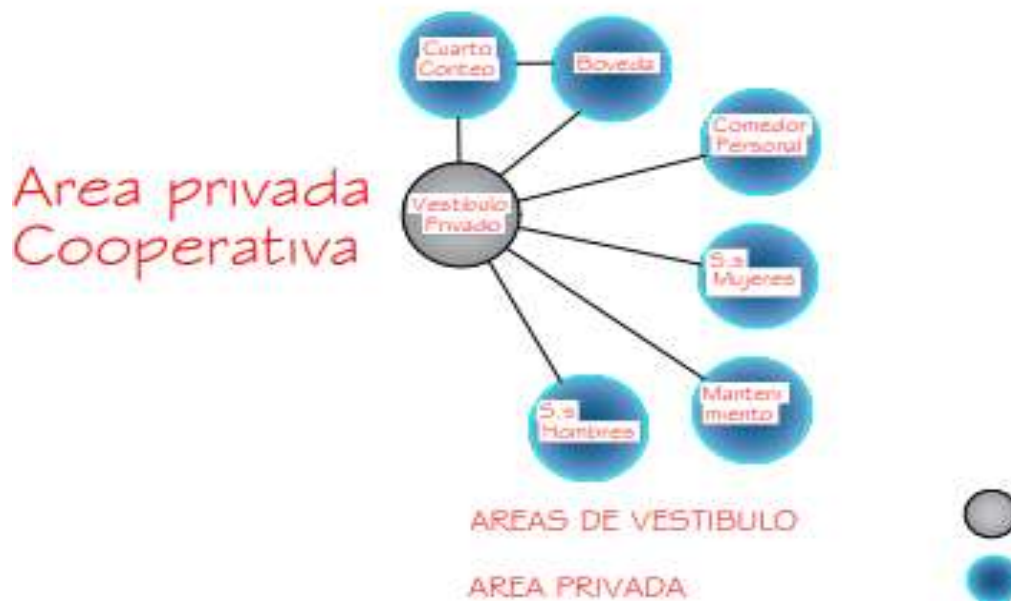 Cuarto
Conteo
Boveda
Comedor
Personal
Area privada
Cooperativa
Vestibulo
Privado
S.s
Mujeres
Manteni
miento
S.s
Hombres
AREAS DE VESTIBULO
AREA PRIVADA